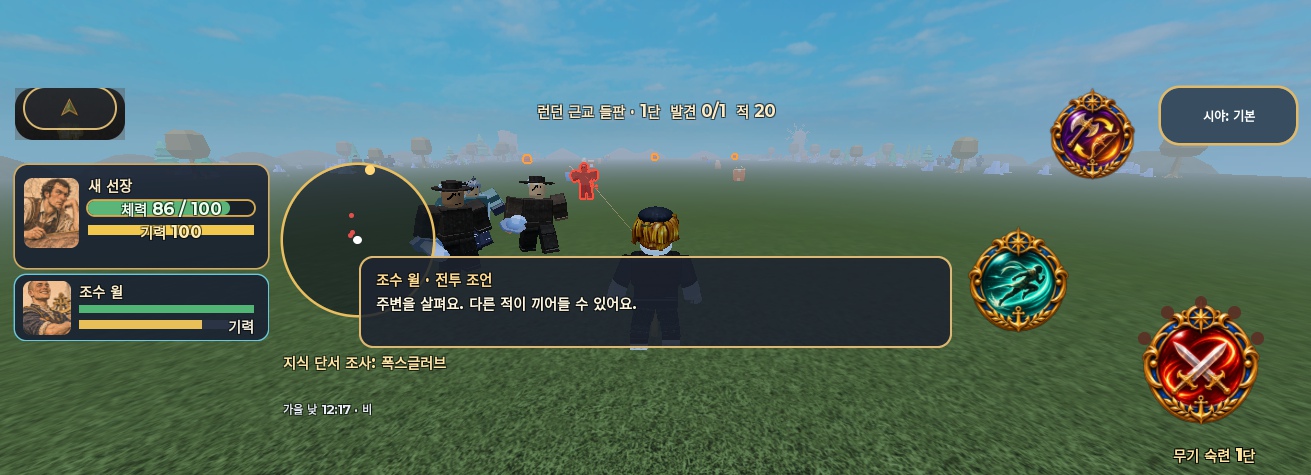 런던 근교 들판 · 1단 발견 0/1 적 20
시야: 기본
새 선장
체력 86 / 100
기력 100
조수 윌
기력
조수 윌 · 전투 조언
주변을 살펴요. 다른 적이 끼어들 수 있어요.
지식 단서 조사: 폭스글러브
가을 낮 12:17 · 비
무기 숙련 1단